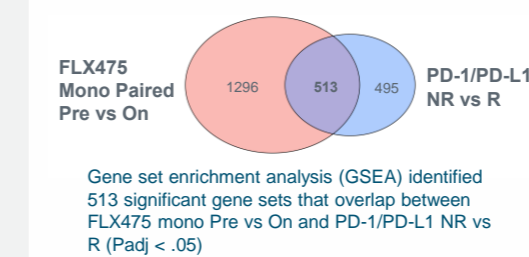 FLX475
Mono Paired
Pre vs On
1296
513
495
PD-1/PD-L1
NR vs R
Gene set enrichment analysis (GSEA) identified
513 significant gene sets that overlap between
FLX475 mono Pre vs On and PD-1/PD-L1 NR vs
R (Padj < .05)